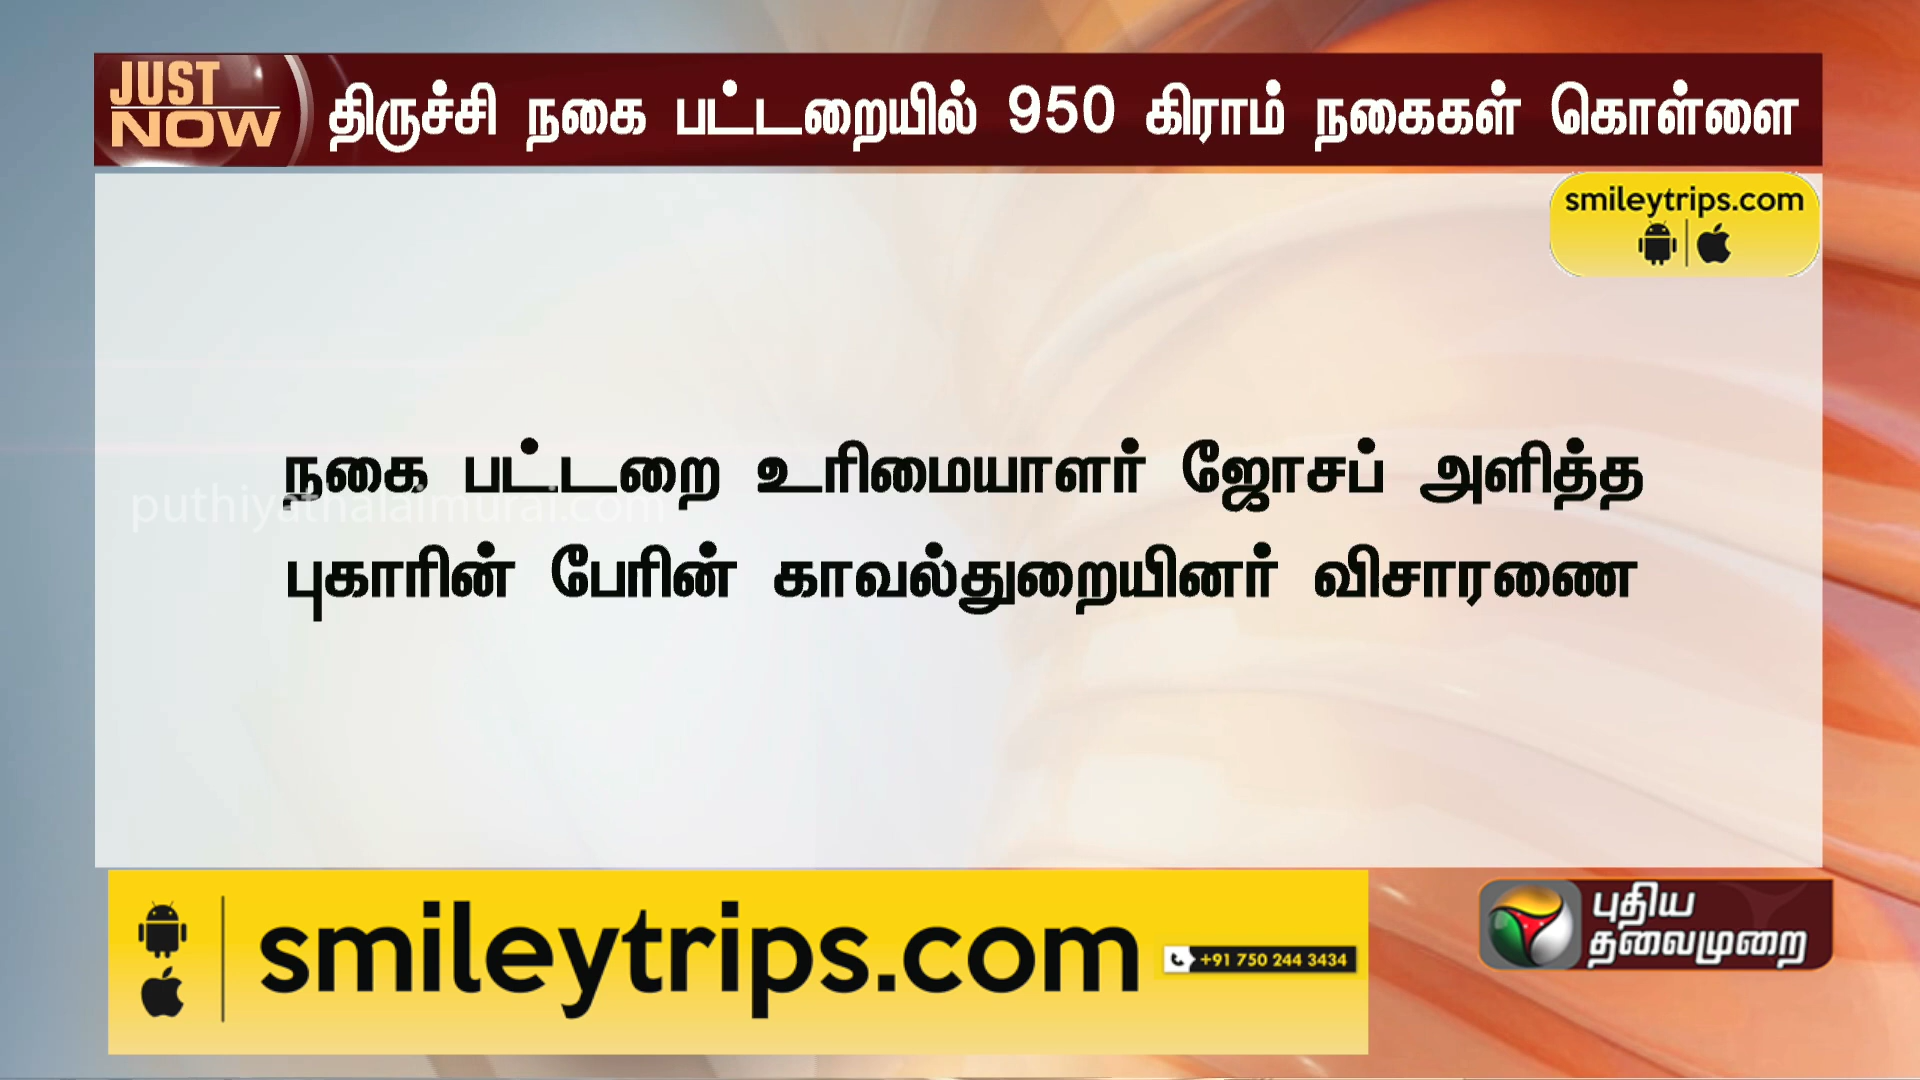 JUST
NOW
திருச்சி நகை பட்டறையில் 950 கிராம் நகைகள் கொள்ளை
smileytrips.com
நகை பட்டறை உரிமையாளர் ஜோசப் அளித்த
puthiyathalaimurai.com
புகாரின் பேரின் காவல்துறையினர் விசாரணை
smileytrips.com
+91 750 244 3434
புதிய
தலைமுறை